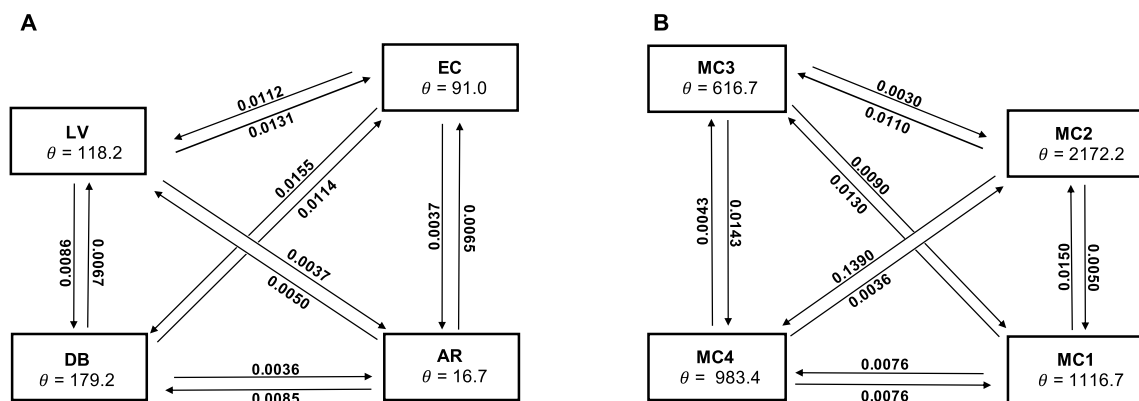 A
EC
θ = 91.0
LV
θ = 118.2
0.0112
0.0131
0.0155
0.0114
0.0037
0.0065
0.0086
0.0067
0.0037
0.0050
DB
θ = 179.2
0.0036
0.0085
AR
θ = 16.7
B
MC3
θ = 616.7
0.0030
0.0110
MC2
θ = 2172.2
0.0090
0.0130
0.0043
0.0143
0.1390
0.0036
0.0150
0.0050
MC4
θ = 983.4
0.0076
0.0076
MC1
θ = 1116.7